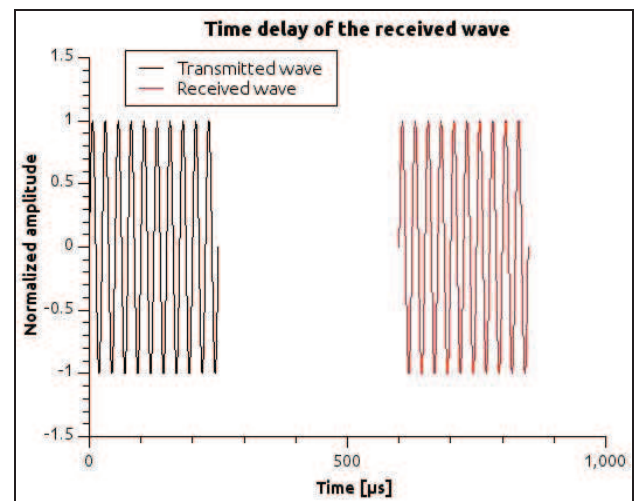 Time delay of the received wave
1.5
Transmitted wave
Received wave
1
0.5
0
-0.5
-1
-1.5
Normalized amplitude
0
500
1,000
Time [µs]